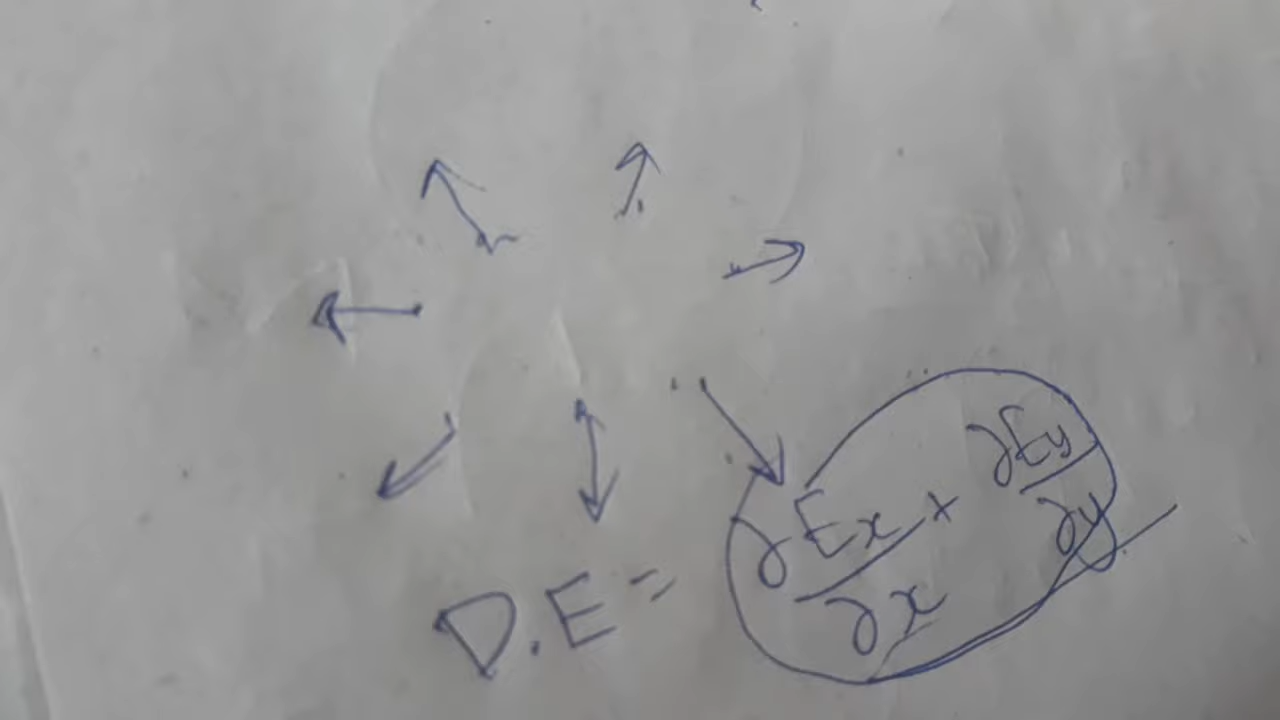 ∇.E = ∂Ex/∂x + ∂Ey/∂y